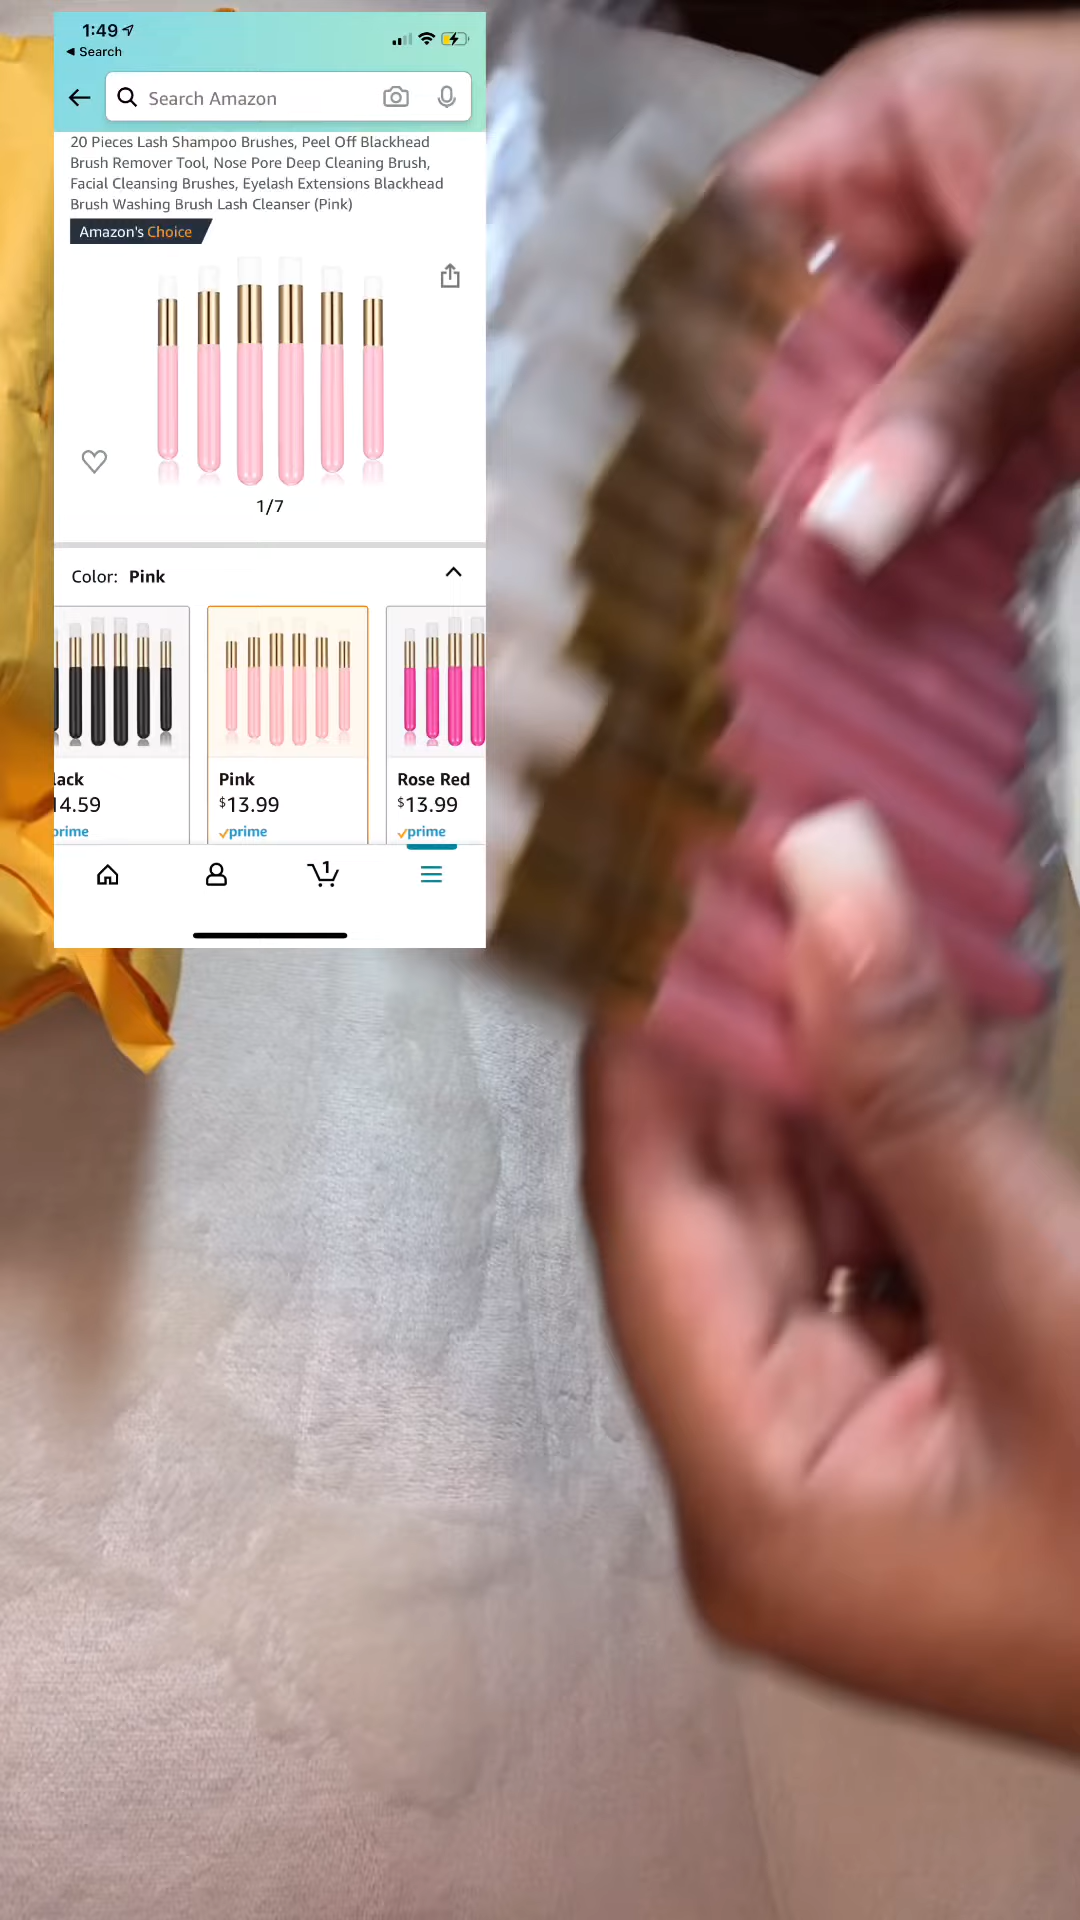 1:49
Search
Search Amazon
20 Pieces Lash Shampoo Brushes, Peel Off Blackhead
Brush Remover Tool, Nose Pore Deep Cleaning Brush,
Facial Cleansing Brushes, Eyelash Extensions Blackhead
Brush Washing Brush Lash Cleanser (Pink)
Amazon's Choice
1/7
Color: Pink
lack
14.59
prime
Pink
$13.99
prime
Rose Red
$13.99
prime
1